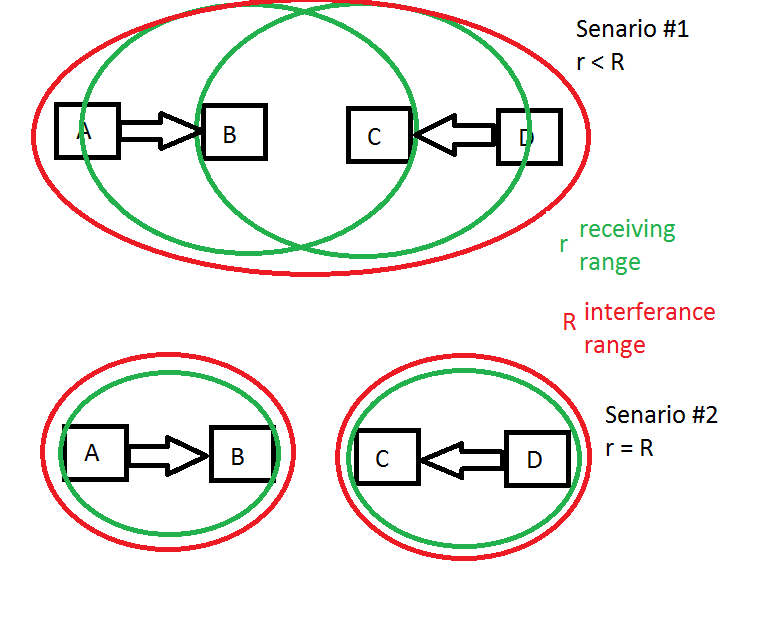 Senario #1
r < R
A
B
C
D
r receiving
range
R interferance
range
Senario #2
r = R
A
B
C
D